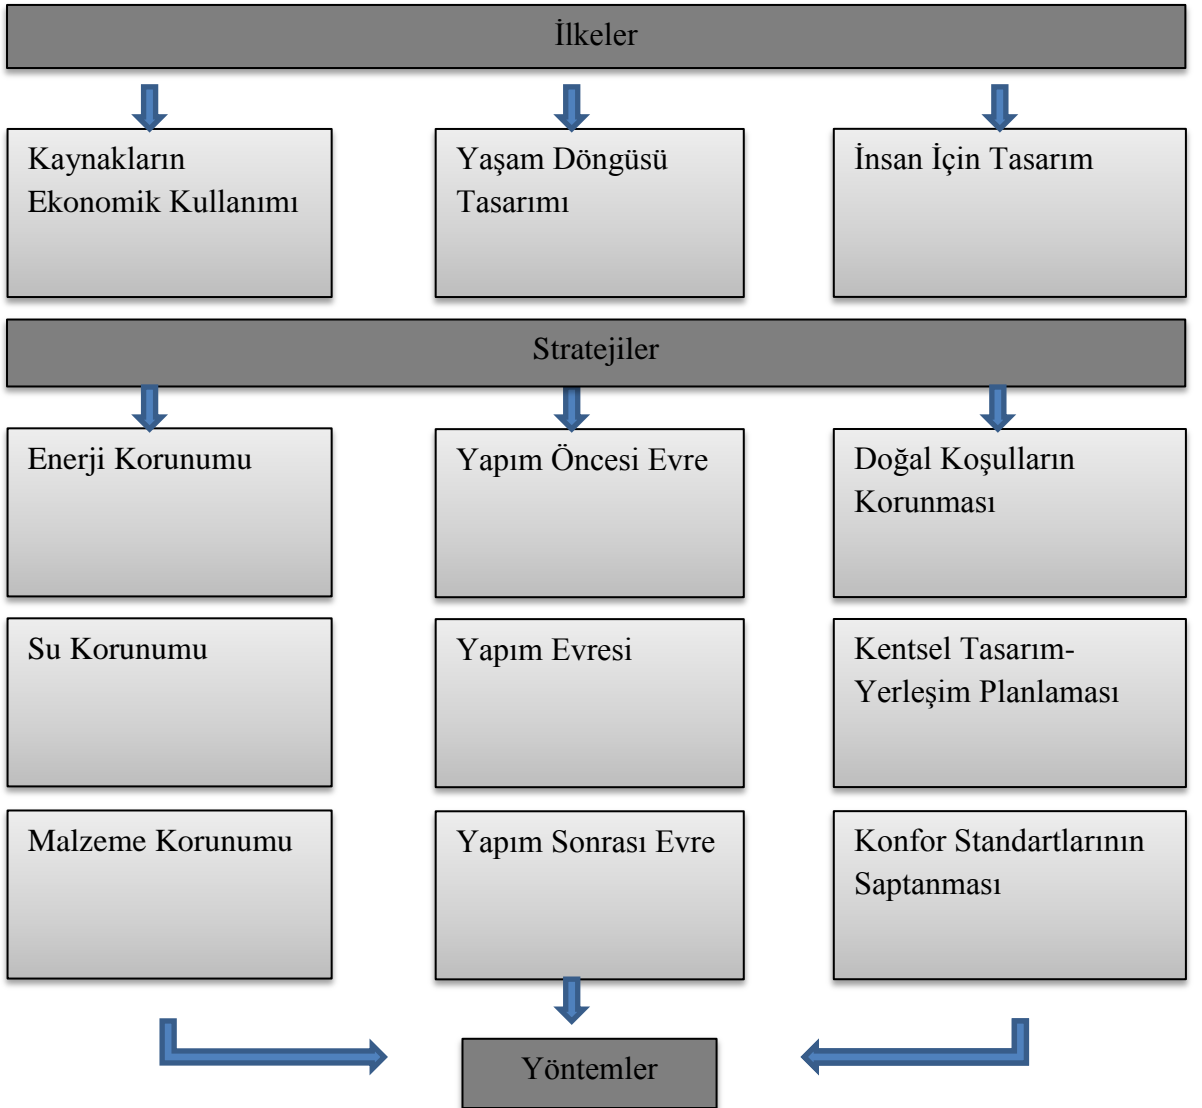 İlkeler
Kaynakların
Ekonomik Kullanımı
Yaşam Döngüsü
Tasarımı
İnsan İçin Tasarım
Stratejiler
Enerji Korunumu
Yapım Öncesi Evre
Doğal Koşulların
Korunması
Su Korunumu
Yapım Evresi
Kentsel Tasarım-
Yerleşim Planlaması
Malzeme Korunumu
Yapım Sonrası Evre
Konfor Standartlarının
Saptanması
Yöntemler